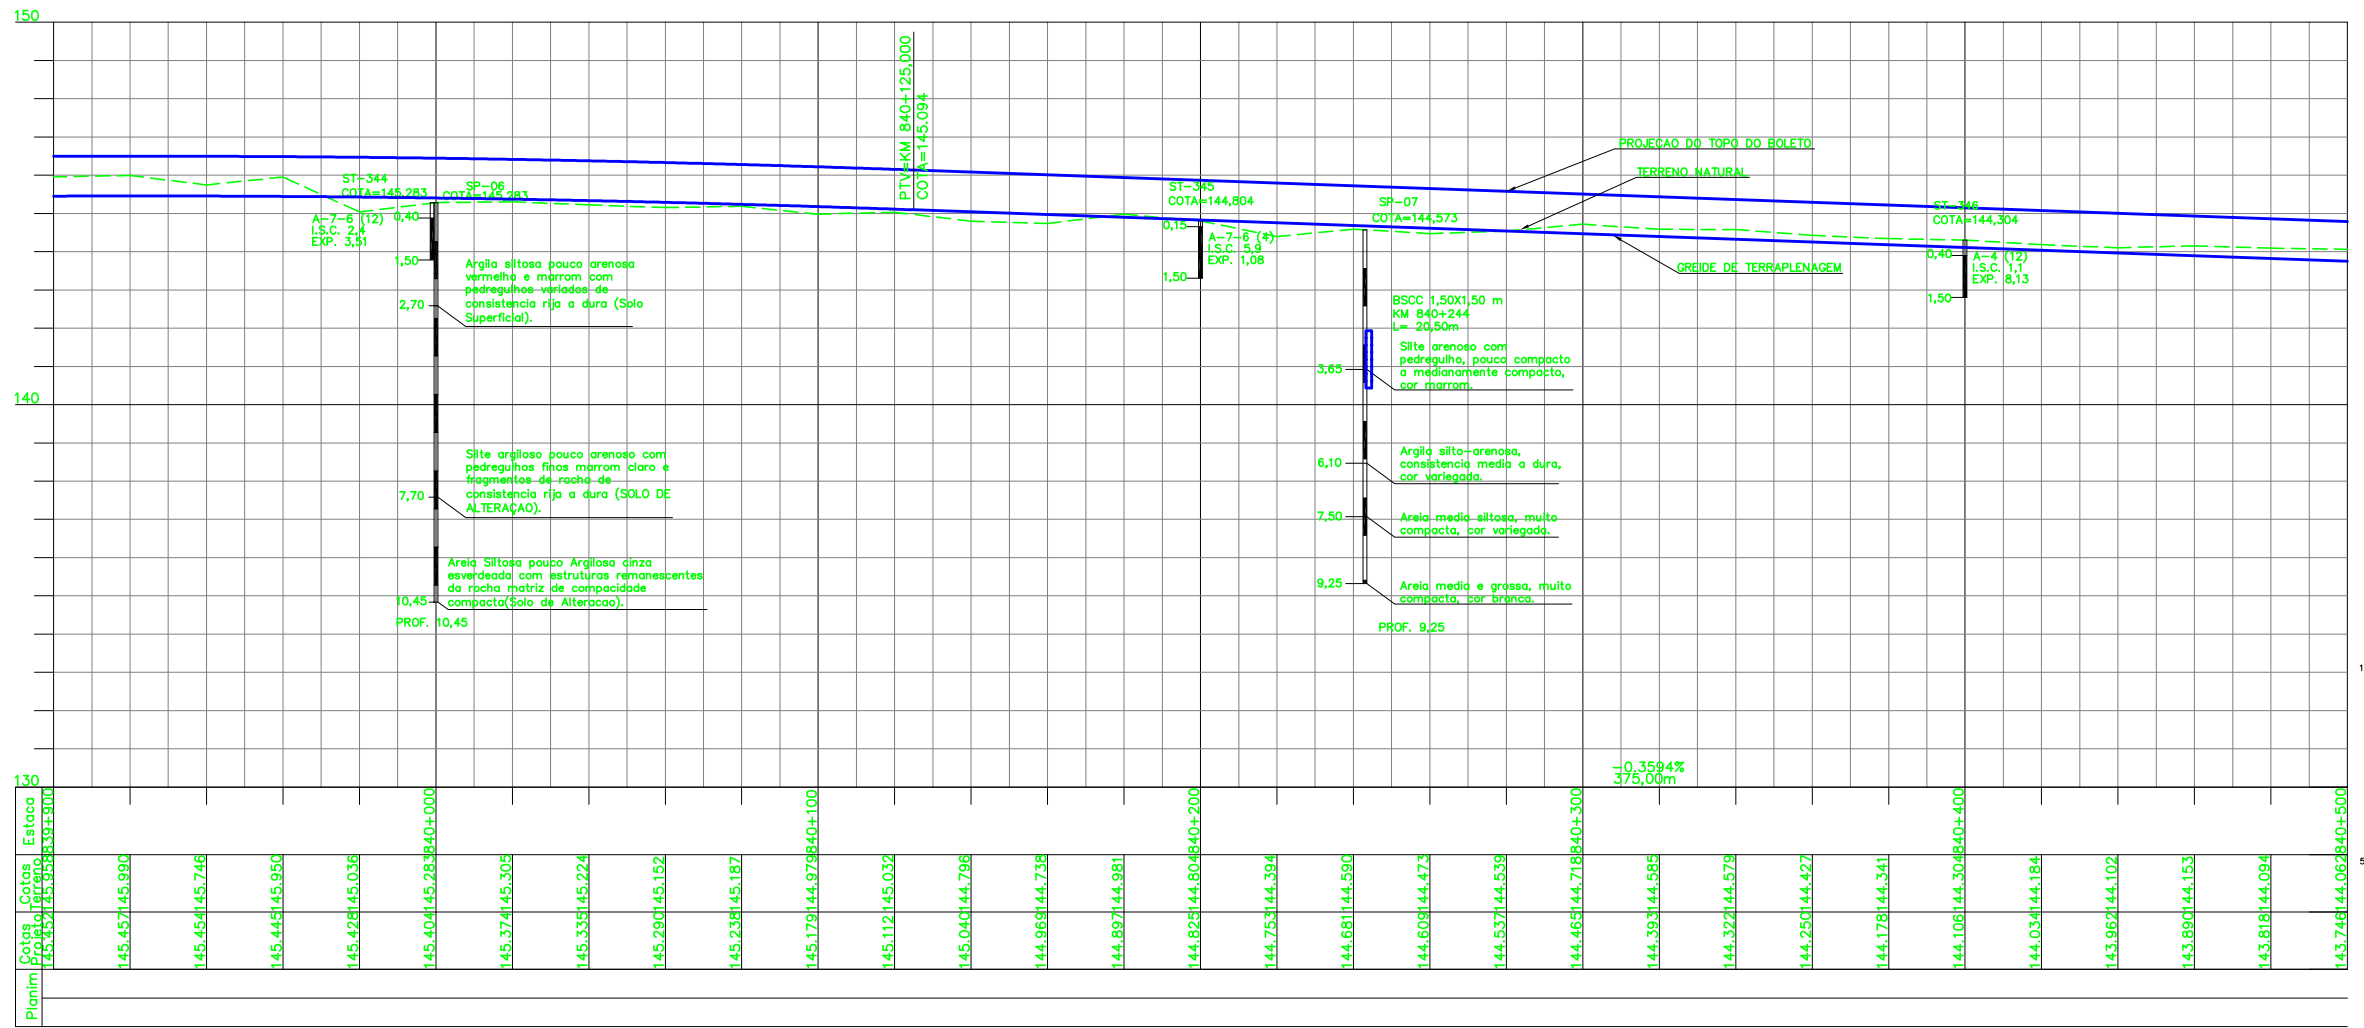 150
PTV=KM 840+125,000
COTA=145.094
PROJECAO DO TOPO DO BOLETO
TERRENO NATURAL
GREIDE DE TERRAPLENAGEM
ST-344
COTA=145,283
A-7-6 (12)
I.S.C. 2,4
EXP. 3,51
0,40
1,50
SP-06
COTA=145,283
Argila siltosa pouco arenosa
vermelha e marrom com
pedregulhos variados de
consistencia rija a dura (Solo
Superficial).
2,70
Silte argiloso pouco arenoso com
pedregulhos finos marrom claro e
fragmentos de rocha de
consistencia rija a dura (SOLO DE
ALTERAÇAO).
7,70
Areia Siltosa pouco Argilosa cinza
esverdeada com estruturas remanescentes
da rocha matriz de compacidade
compacta(Solo de Alteracao).
10,45
PROF. 10,45
ST-345
COTA=144,804
0,15
A-7-6 (4)
I.S.C. 5,9
EXP. 1,08
1,50
SP-07
COTA=144,573
BSCC 1,50X1,50 m
KM 840+244
L= 20,50m
Silte arenoso com
pedregulho, pouco compacto
a medianamente compacto,
cor marrom.
3,65
Argila silto-arenosa,
consistencia media a dura,
cor variegada.
6,10
Areia media siltosa, muito
compacta, cor variegada.
7,50
Areia media e grossa, muito
compacta, cor branca.
9,25
PROF. 9,25
ST-346
COTA=144,304
0,40
A-4 (12)
I.S.C. 1,1
EXP. 8,13
1,50
140
130
-0.3594%
375,00m
1
5
Estaca
839+900
840+000
840+100
840+200
840+300
840+400
840+500
Cotas
Terreno
145.958
145.990
145.746
145.950
145.036
145.283
145.305
145.224
145.152
145.187
144.979
145.032
144.796
144.738
144.981
144.804
144.394
144.590
144.473
144.539
144.718
144.585
144.579
144.427
144.341
144.304
144.184
144.102
144.153
144.094
144.062
Cotas
Projeto
145.452
145.457
145.454
145.445
145.428
145.404
145.374
145.335
145.290
145.238
145.179
145.112
145.040
144.969
144.897
144.825
144.753
144.681
144.609
144.537
144.465
144.393
144.322
144.250
144.178
144.106
144.034
143.962
143.890
143.818
143.746
Planim